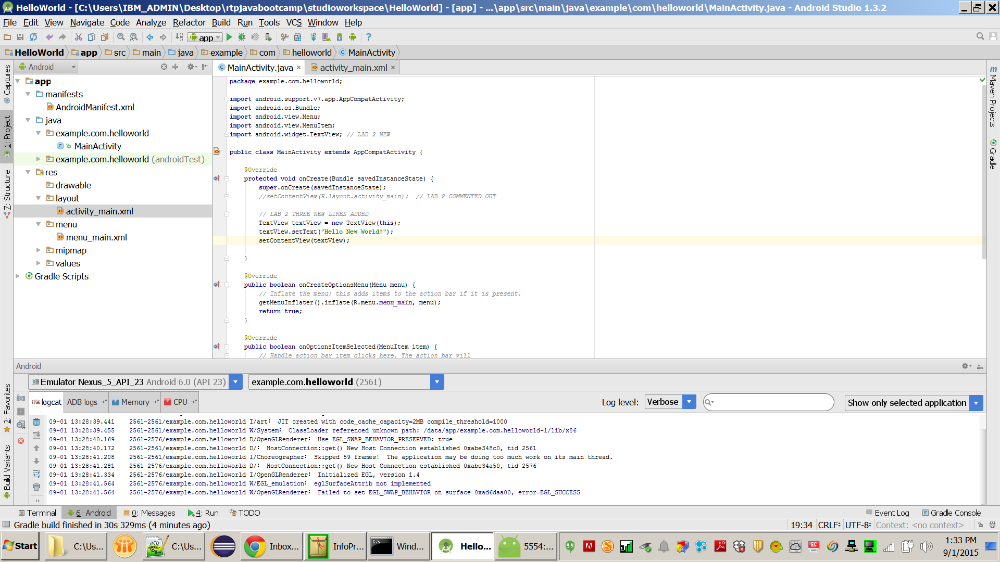 HelloWorld - [C:\Users\IBM_ADMIN\Desktop\rtpjavabootcamp\studioworkspace\HelloWorld] - [app] - ...\app\src\main\java\example\com\helloworld\MainActivity.java - Android Studio 1.3.2
File Edit View Navigate Code Analyze Refactor Build Run Tools VCS Window Help
app
HelloWorld app src main java example com helloworld MainActivity
Android
MainActivity.java
activity_main.xml
Captures
1: Project
Z: Structure
2: Favorites
Build Variants
Maven Projects
Gradle
app
manifests
AndroidManifest.xml
java
example.com.helloworld
MainActivity
example.com.helloworld (androidTest)
res
drawable
layout
activity_main.xml
menu
menu_main.xml
mipmap
values
Gradle Scripts
package example.com.helloworld;
import android.support.v7.app.AppCompatActivity;
import android.os.Bundle;
import android.view.Menu;
import android.view.MenuItem;
import android.widget.TextView; // LAB 2 NEW
public class MainActivity extends AppCompatActivity {
@Override
protected void onCreate(Bundle savedInstanceState) {
super.onCreate(savedInstanceState);
//setContentView(R.layout.activity_main);  // LAB 2 COMMENTED OUT
// LAB 2 THREE NEW LINES ADDED
TextView textView = new TextView(this);
textView.setText("Hello New World!");
setContentView(textView);
}
@Override
public boolean onCreateOptionsMenu(Menu menu) {
// Inflate the menu; this adds items to the action bar if it is present.
getMenuInflater().inflate(R.menu.menu_main, menu);
return true;
}
@Override
public boolean onOptionsItemSelected(MenuItem item) {
// Handle action bar item clicks here. The action bar will
Android
Emulator Nexus_5_API_23 Android 6.0 (API 23)
example.com.helloworld (2561)
logcat ADB logs Memory CPU
Log level: Verbose
Show only selected application
09-01 13:28:39.441 2561-2561/example.com.helloworld I/art: JIT created with code_cache_capacity=2MB compile_threshold=1000
09-01 13:28:39.455 2561-2561/example.com.helloworld W/System: ClassLoader referenced unknown path: /data/app/example.com.helloworld-1/lib/x86
09-01 13:28:40.169 2561-2576/example.com.helloworld D/OpenGLRenderer: Use EGL_SWAP_BEHAVIOR_PRESERVED: true
09-01 13:28:40.172 2561-2561/example.com.helloworld D/: HostConnection::get() New Host Connection established 0xabe348c0, tid 2561
09-01 13:28:41.208 2561-2561/example.com.helloworld I/Choreographer: Skipped 59 frames!  The application may be doing too much work on its main thread.
09-01 13:28:41.281 2561-2576/example.com.helloworld D/: HostConnection::get() New Host Connection established 0xabe34a50, tid 2576
09-01 13:28:41.334 2561-2576/example.com.helloworld I/OpenGLRenderer: Initialized EGL, version 1.4
09-01 13:28:41.564 2561-2576/example.com.helloworld W/EGL_emulation: eglSurfaceAttrib not implemented
09-01 13:28:41.564 2561-2576/example.com.helloworld W/OpenGLRenderer: Failed to set EGL_SWAP_BEHAVIOR on surface 0xad6daa00, error=EGL_SUCCESS
Terminal 6: Android 0: Messages 4: Run TODO
Event Log Gradle Console
Gradle build finished in 30s 329ms (4 minutes ago)
19:34 CRLF UTF-8 Context: <no context>
Start C:\Us... C:\Us... Inbox... InfoPr... Wind... Hello... 5554:...
1:33 PM
9/1/2015